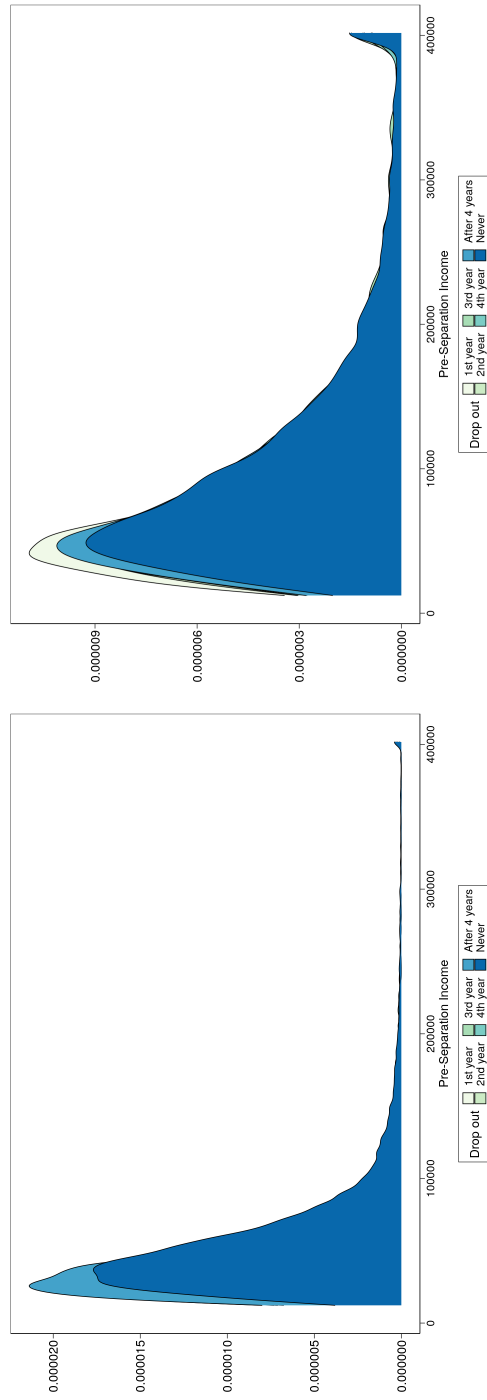 0.000020
0.000015
0.000010
0.000005
0.000000
0 100000 200000 300000 400000
Pre-Separation Income
Drop out
1st year 3rd year After 4 years
2nd year 4th year Never
0.000009
0.000006
0.000003
0.000000
0 100000 200000 300000 400000
Pre-Separation Income
Drop out
1st year 3rd year After 4 years
2nd year 4th year Never